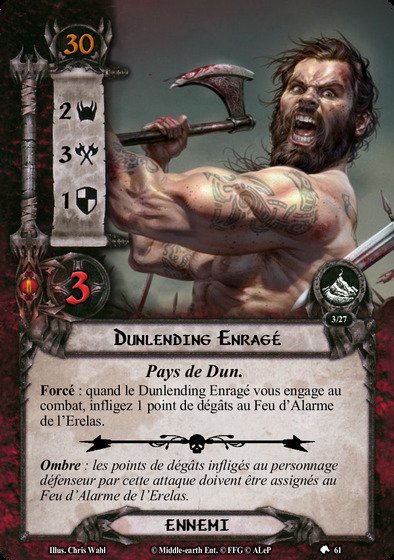 30
2
3
1
3
3/27
Dunlending Enragé
Pays de Dun.
Forcé : quand le Dunlending Enragé vous engage au
combat, infligez 1 point de dégâts au Feu d'Alarme
de l'Erelas.
Ombre : les points de dégâts infligés au personnage
défenseur par cette attaque doivent être assignés au
Feu d'Alarme de l'Erelas.
ENNEMI
Illus. Chris Wahl
© Middle-earth Ent. © FFG © ALeP
61